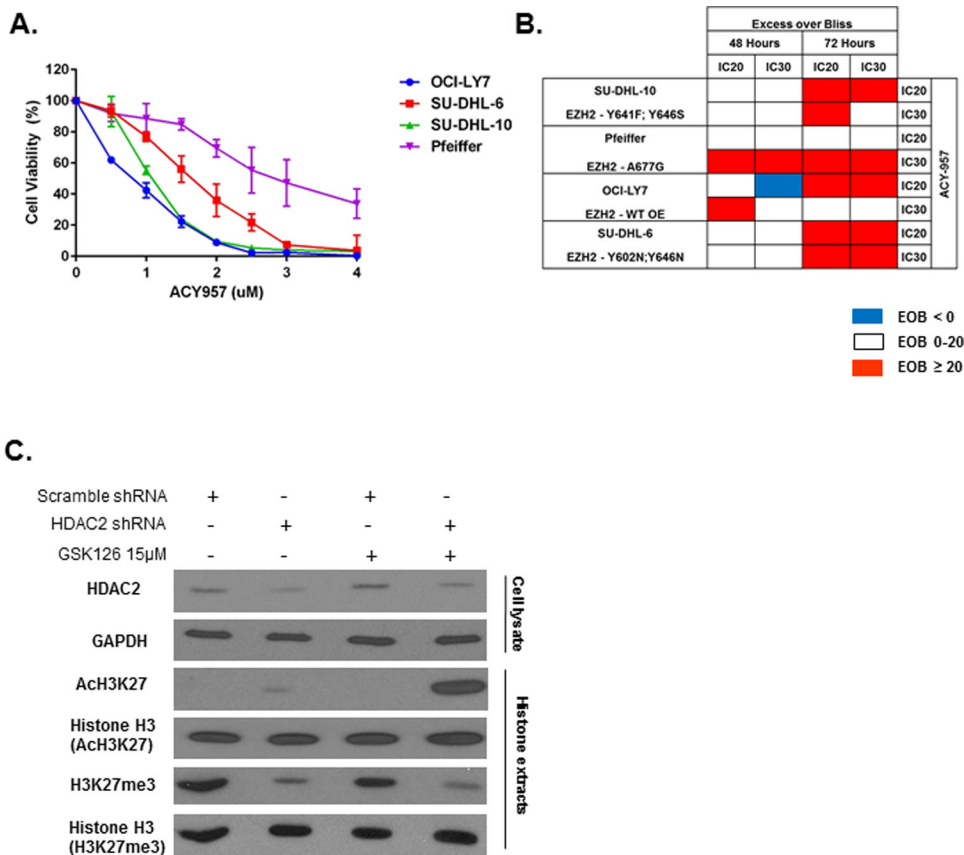 A.
Cell Viability (%)
120
100
80
60
40
20
0
0 1 2 3 4
ACY957 (uM)
OCI-LY7
SU-DHL-6
SU-DHL-10
Pfeiffer
B.
Excess over Bliss
48 Hours 72 Hours
IC20 IC30 IC20 IC30
SU-DHL-10 IC20
EZH2 - Y641F; Y646S IC30
Pfeiffer IC20
EZH2 - A677G IC30
OCI-LY7 IC20
EZH2 - WT OE IC30
SU-DHL-6 IC20
EZH2 - Y602N;Y646N IC30
ACY-957
EOB < 0
EOB 0-20
EOB ≥ 20
C.
Scramble shRNA + - + -
HDAC2 shRNA - + - +
GSK126 15µM - - + +
HDAC2
GAPDH
Cell lysate
AcH3K27
Histone H3
(AcH3K27)
H3K27me3
Histone H3
(H3K27me3)
Histone extracts